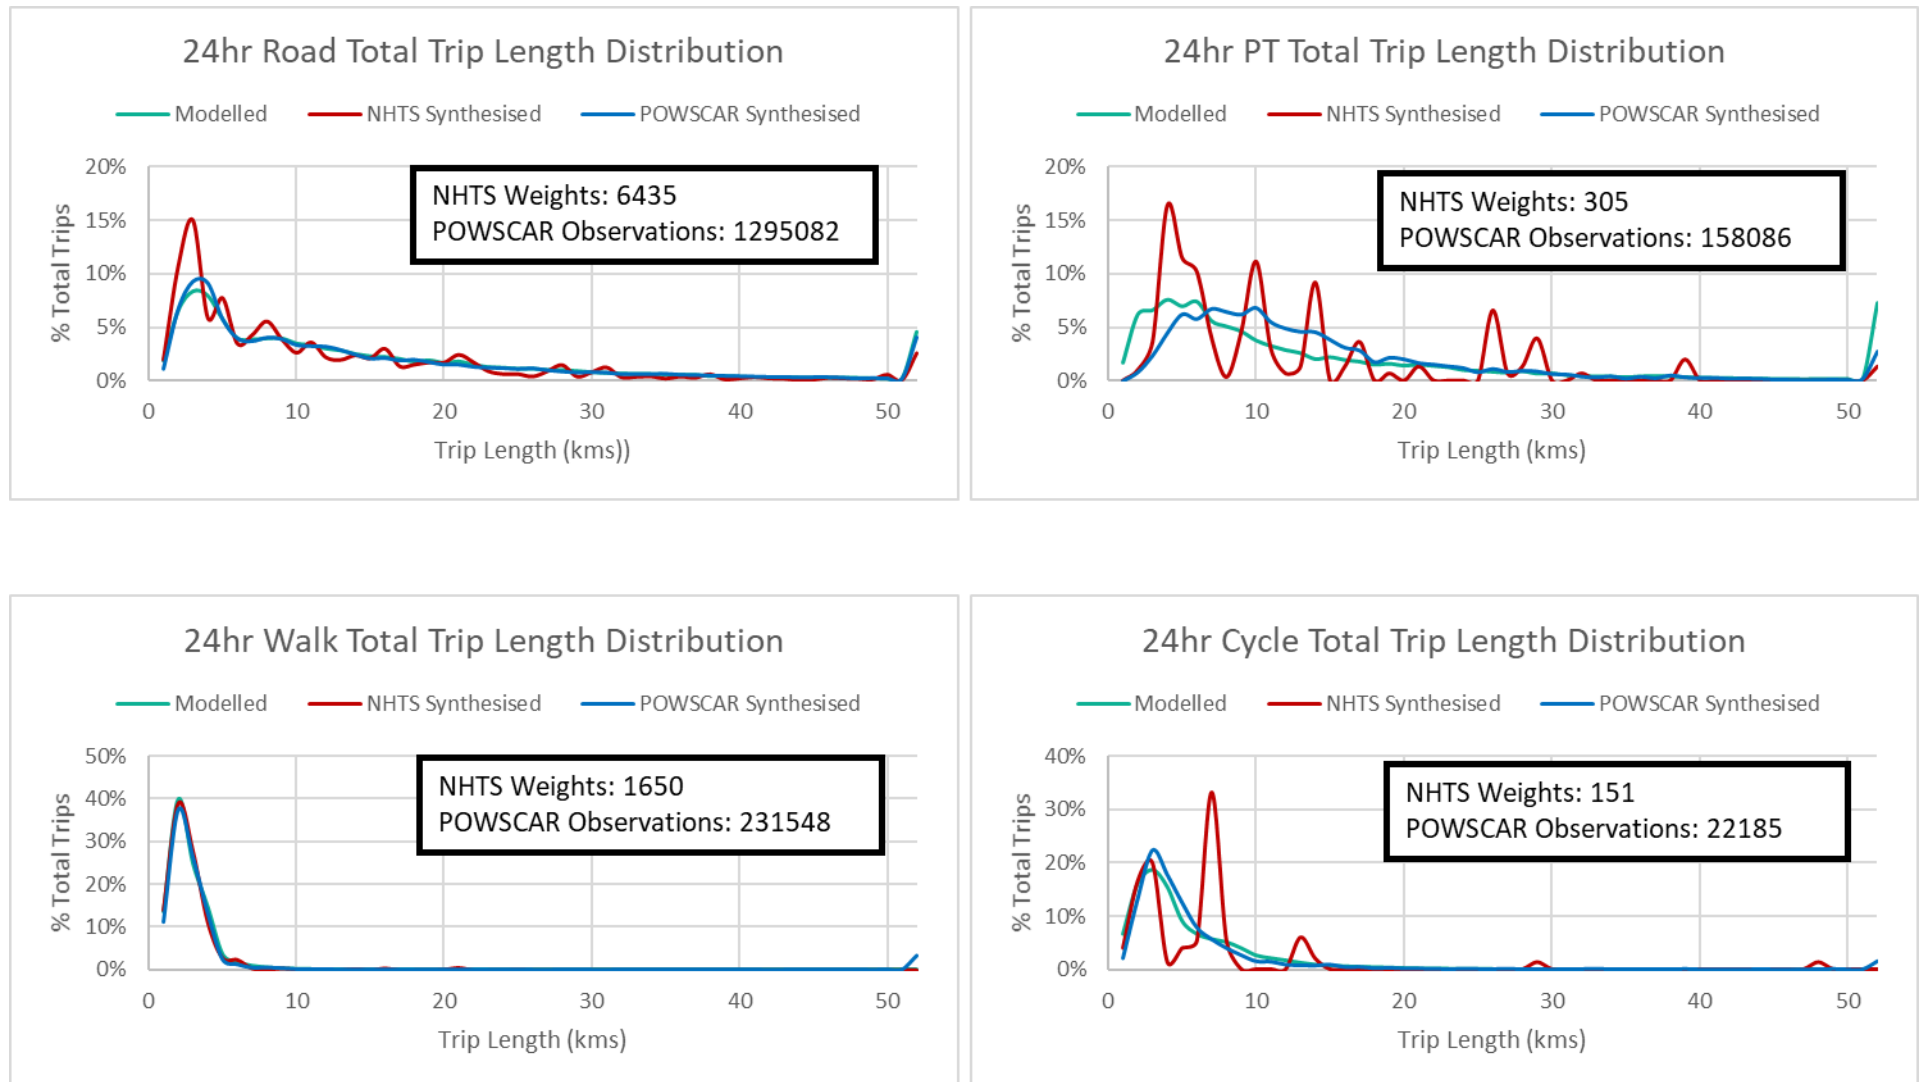 24hr Road Total Trip Length Distribution
Modelled NHTS Synthesised POWSCAR Synthesised
NHTS Weights: 6435
POWSCAR Observations: 1295082
% Total Trips
20%
15%
10%
5%
0%
0 10 20 30 40 50
Trip Length (kms))
24hr PT Total Trip Length Distribution
Modelled NHTS Synthesised POWSCAR Synthesised
NHTS Weights: 305
POWSCAR Observations: 158086
% Total Trips
20%
15%
10%
5%
0%
0 10 20 30 40 50
Trip Length (kms)
24hr Walk Total Trip Length Distribution
Modelled NHTS Synthesised POWSCAR Synthesised
NHTS Weights: 1650
POWSCAR Observations: 231548
% Total Trips
50%
40%
30%
20%
10%
0%
0 10 20 30 40 50
Trip Length (kms)
24hr Cycle Total Trip Length Distribution
Modelled NHTS Synthesised POWSCAR Synthesised
NHTS Weights: 151
POWSCAR Observations: 22185
% Total Trips
40%
30%
20%
10%
0%
0 10 20 30 40 50
Trip Length (kms)